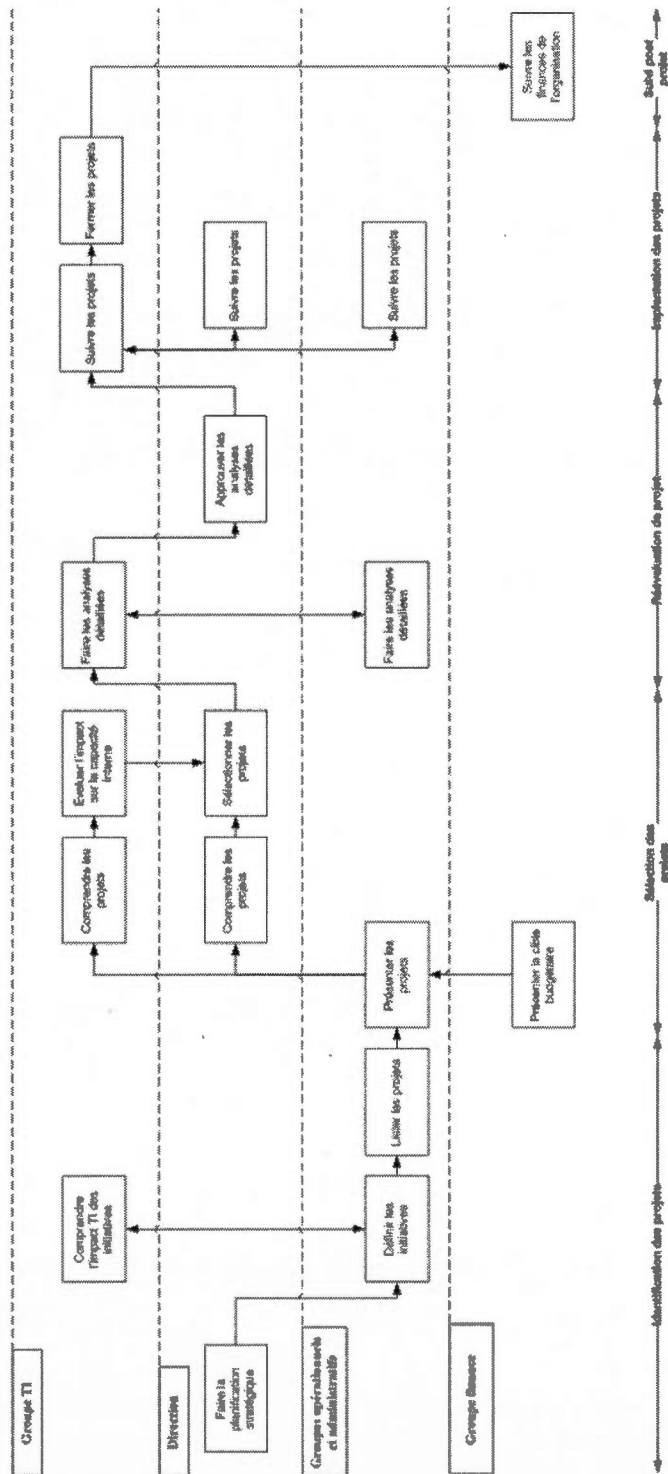 Groupe TI
Comprendre
l'impact TI des
initiatives
Comprendre les
projets
Évaluer l'impact
sur la capacité
interne
Faire les analyses
détaillées
Suivre les projets
Fermer les projets
Direction
Faire la
planification
stratégique
Comprendre les
projets
Sélectionner les
projets
Approuver les
analyses
détaillées
Suivre les projets
Groupes opérationnels
et administratifs
Définir les
initiatives
Lister les projets
Présenter les
projets
Faire les analyses
détaillées
Suivre les projets
Groupe finance
Présenter la cible
budgétaire
Suivre les
finances de
l'organisation
Identification des projets
Sélection des
projets
Réévaluation de projet
Implantation des projets
Suivi post
projet